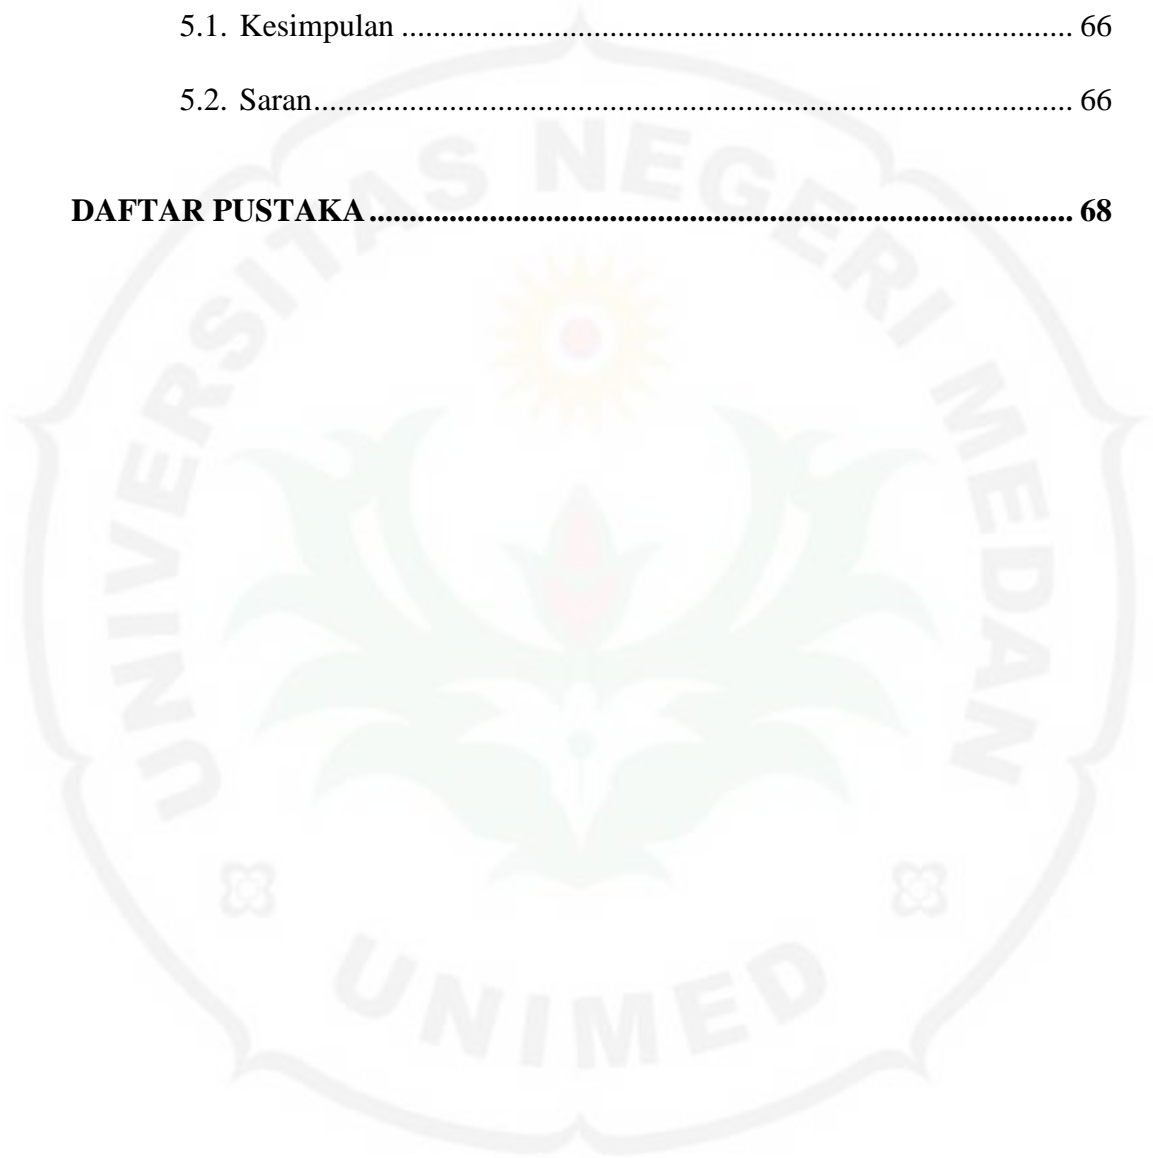 5.1. Kesimpulan ..................................................................................... 66
5.2. Saran................................................................................................ 66
DAFTAR PUSTAKA......................................................................................... 68
UNIVERSITAS NEGERI MEDAN
UNIMED